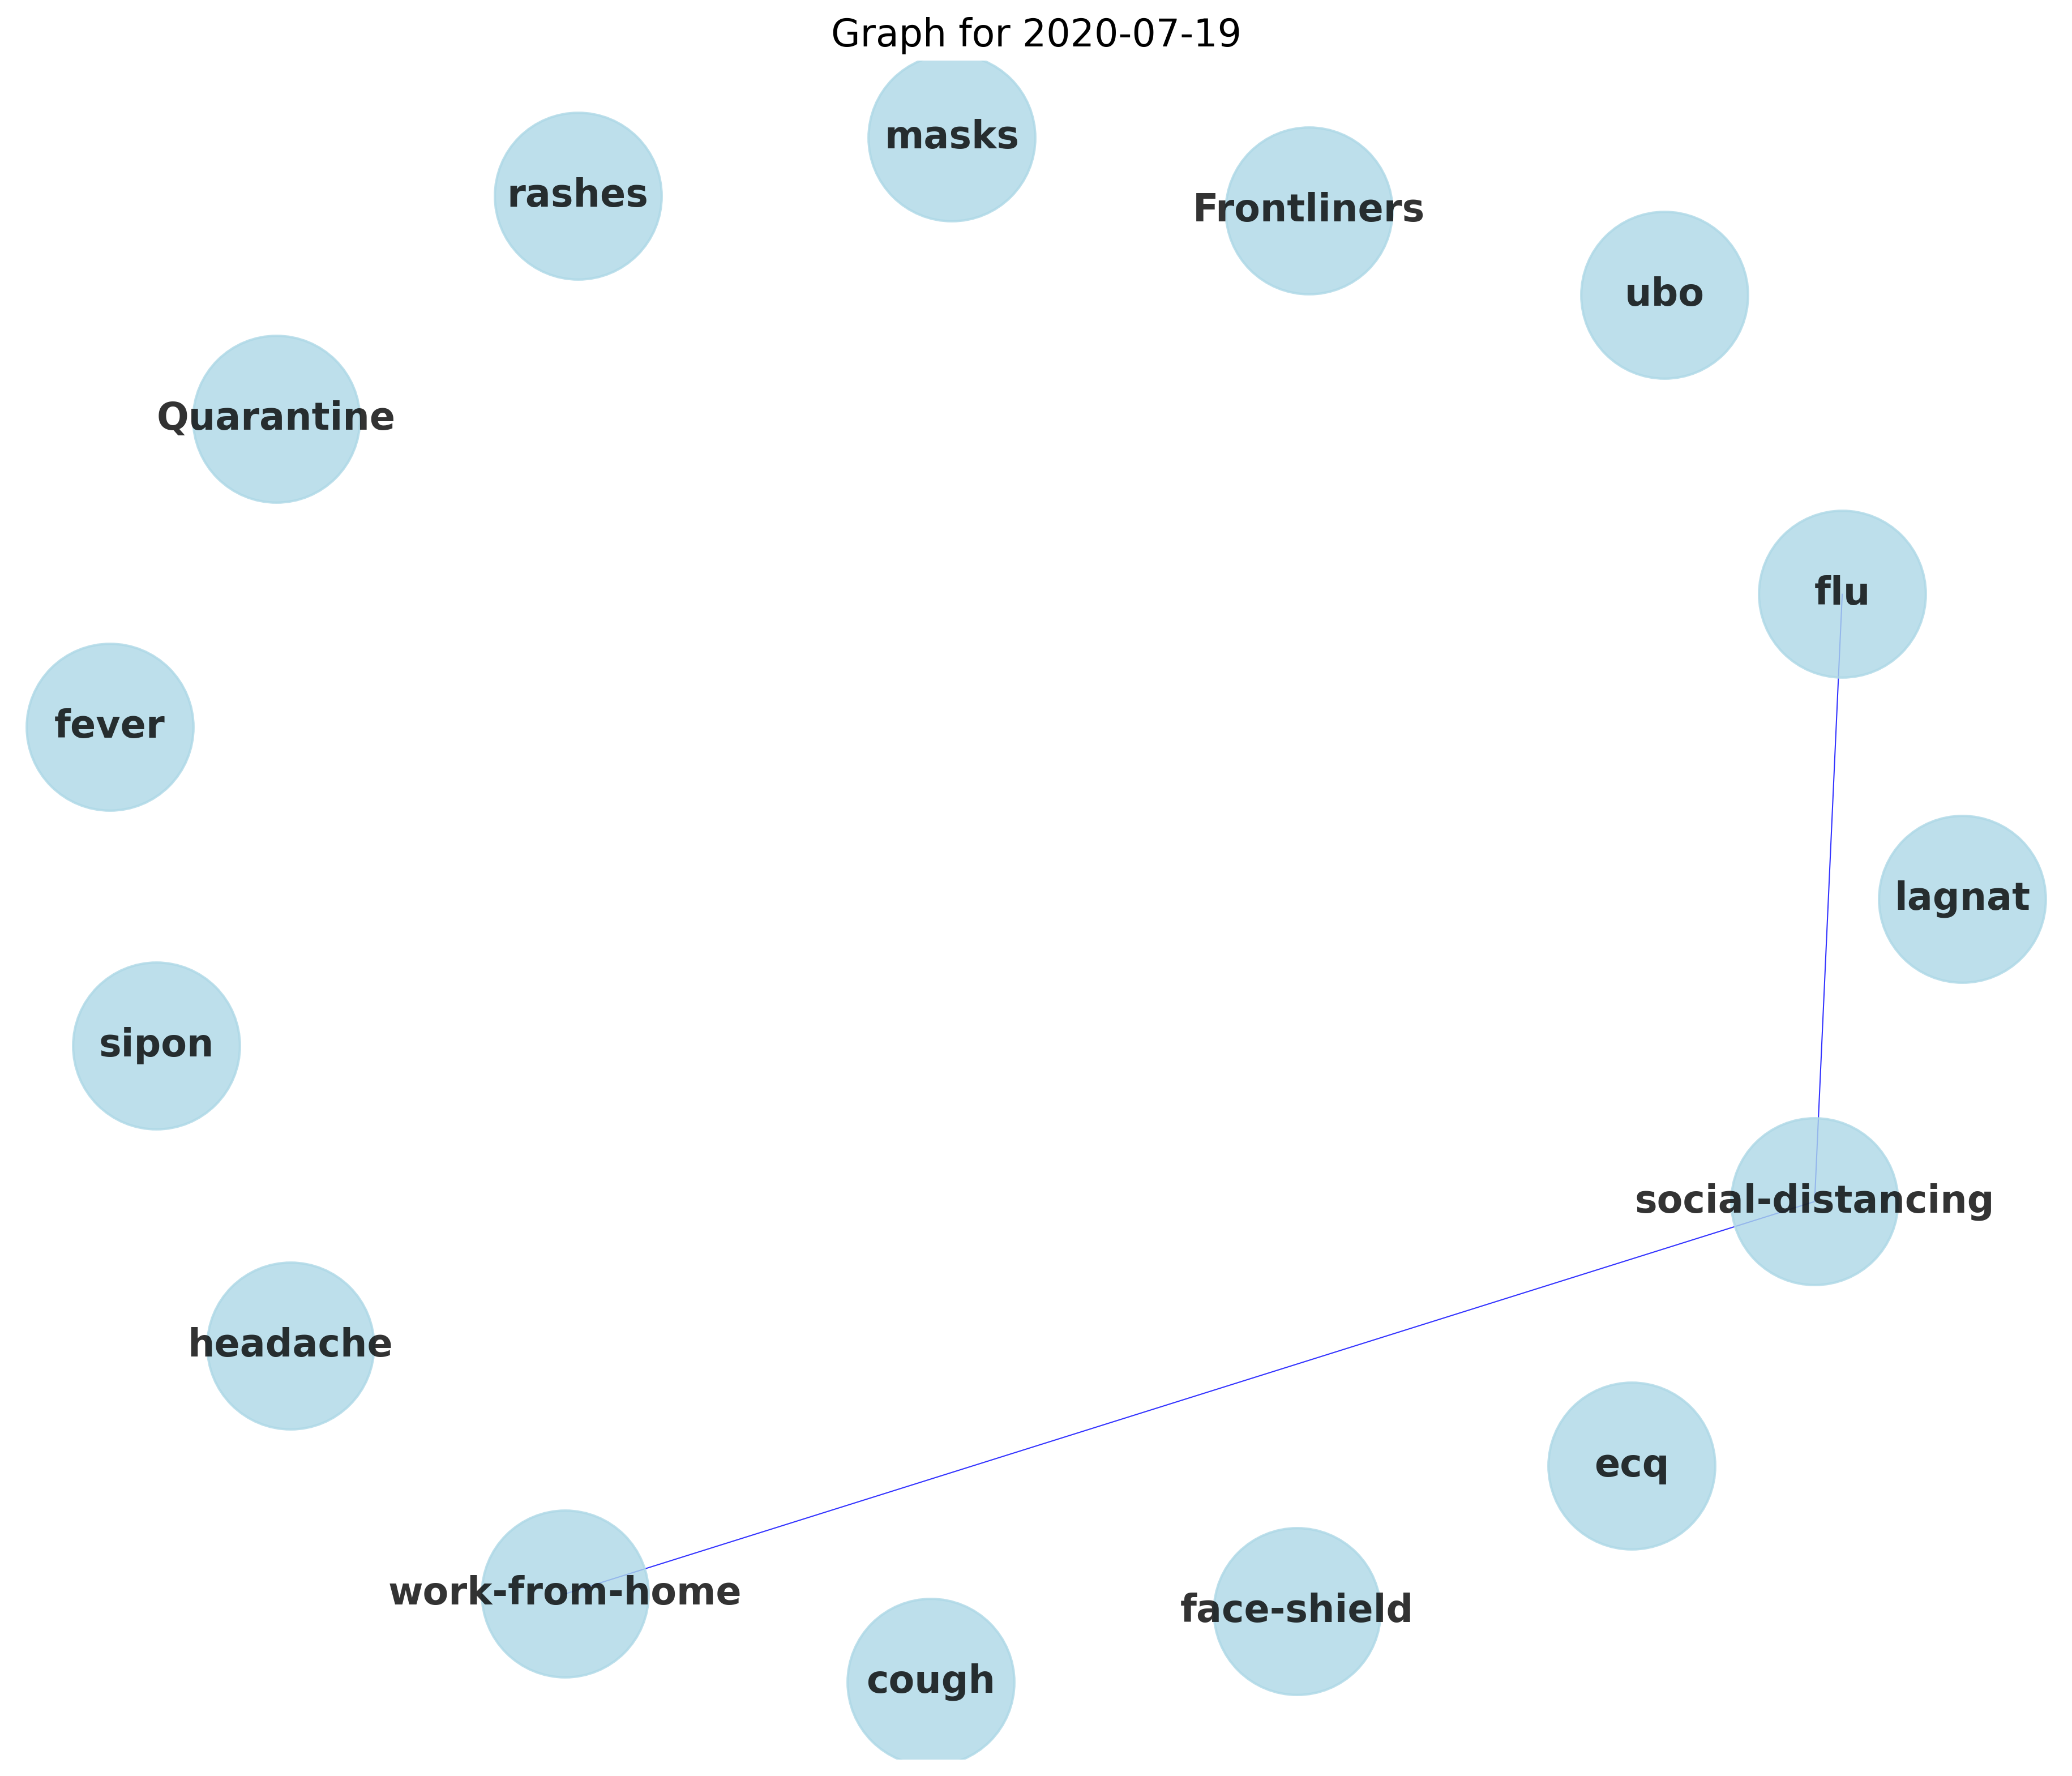 Graph for 2020-07-19
masks
rashes
Frontliners
ubo
Quarantine
flu
fever
lagnat
sipon
social-distancing
headache
ecq
work-from-home
face-shield
cough